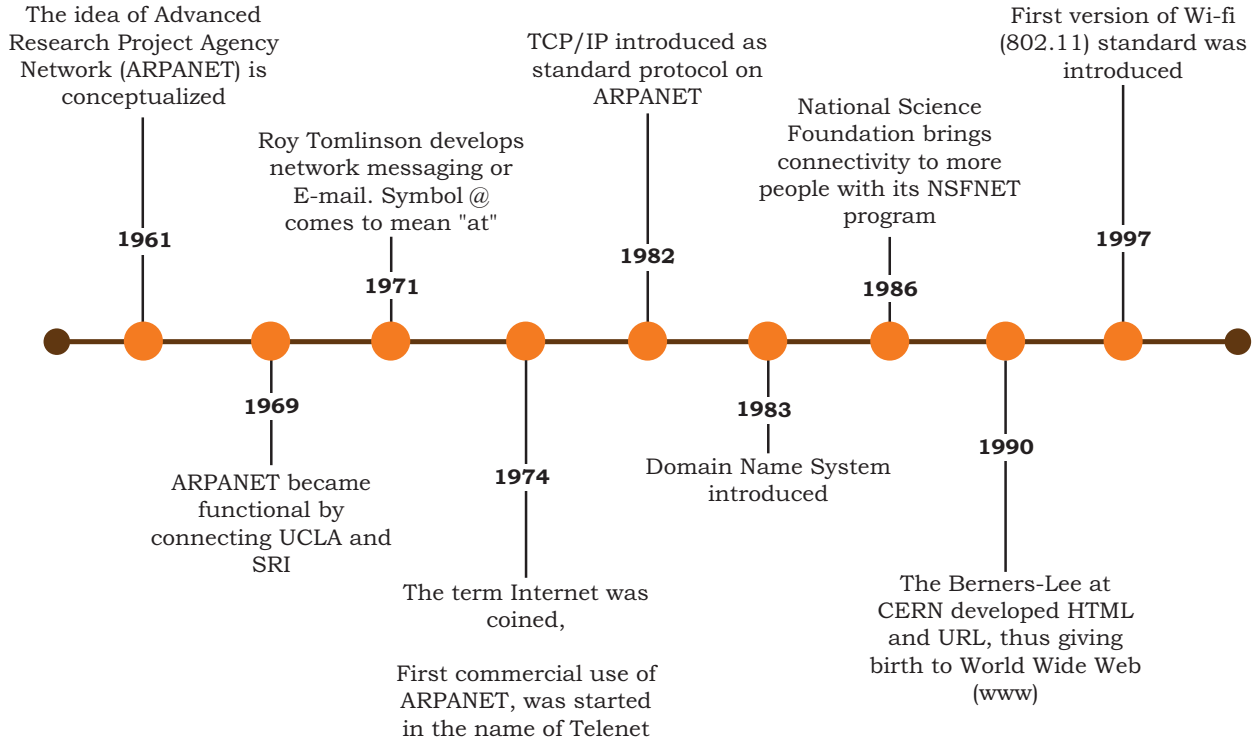 The idea of Advanced
Research Project Agency
Network (ARPANET) is
conceptualized
1961
1969
ARPANET became
functional by
connecting UCLA and
SRI
Roy Tomlinson develops
network messaging or
E-mail. Symbol @
comes to mean "at"
1971
1974
The term Internet was
coined,
First commercial use of
ARPANET, was started
in the name of Telenet
TCP/IP introduced as
standard protocol on
ARPANET
1982
1983
Domain Name System
introduced
National Science
Foundation brings
connectivity to more
people with its NSFNET
program
1986
1990
The Berners-Lee at
CERN developed HTML
and URL, thus giving
birth to World Wide Web
(www)
First version of Wi-fi
(802.11) standard was
introduced
1997